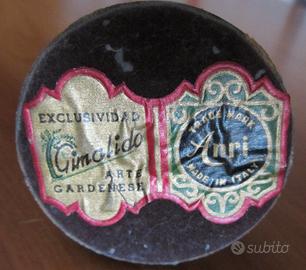 EXCLUSIVIDAD
Gimalido
ARTE
GARDENESE
TRADE MARK
Anri
MADE IN ITALY
subito